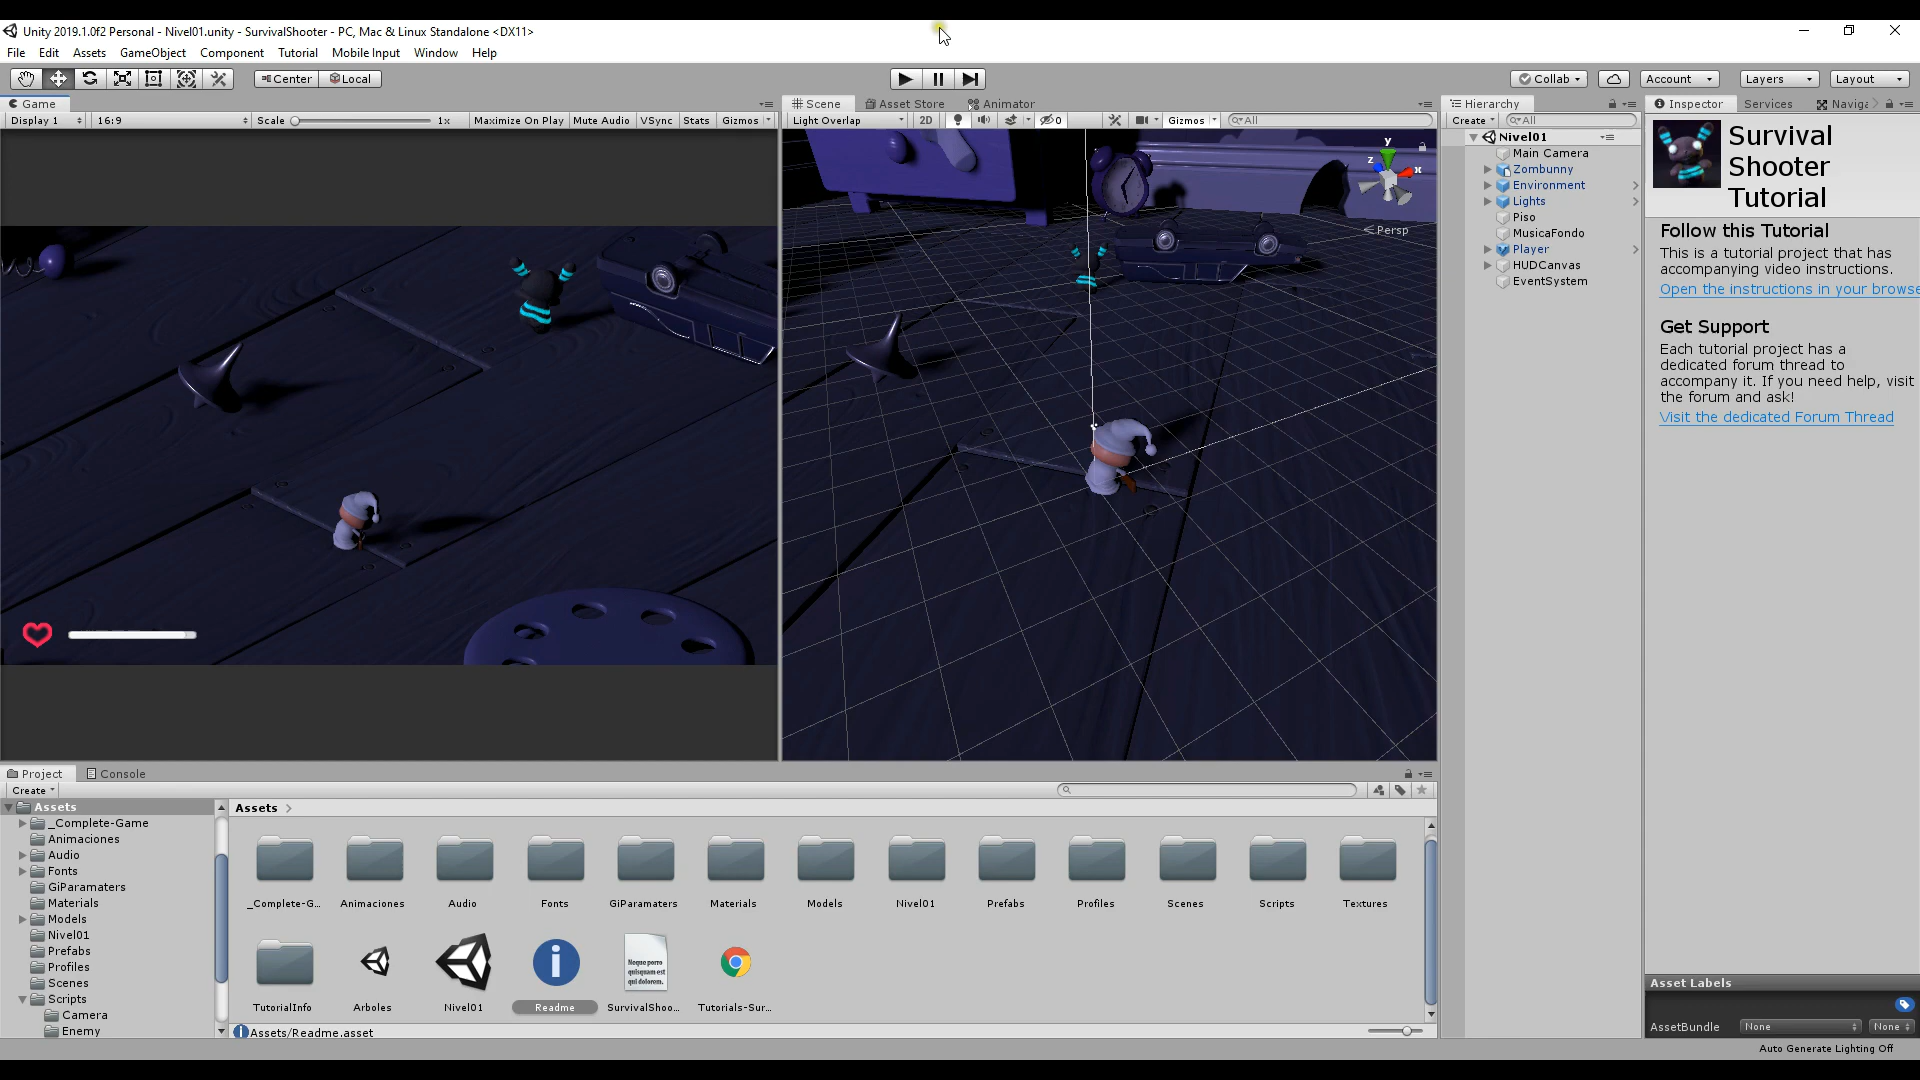 Unity 2019.1.0f2 Personal - Nivel01.unity - SurvivalShooter - PC, Mac & Linux Standalone <DX11>
File Edit Assets GameObject Component Tutorial Mobile Input Window Help
Center Local
Collab Account Layers Layout
Game
Display 1 16:9 Scale 1x Maximize On Play Mute Audio VSync Stats Gizmos
Scene Asset Store Animator
Light Overlap 2D 0 Gizmos All
y
z
x
Persp
Hierarchy
Create All
Nivel01
Main Camera
Zombunny
Environment
Lights
Piso
MusicaFondo
Player
HUDCanvas
EventSystem
Inspector Services Naviga
Survival
Shooter
Tutorial
Follow this Tutorial
This is a tutorial project that has
accompanying video instructions.
Open the instructions in your browse
Get Support
Each tutorial project has a
dedicated forum thread to
accompany it. If you need help, visit
the forum and ask!
Visit the dedicated Forum Thread
Asset Labels
AssetBundle None None
Project Console
Create
Assets
_Complete-Game
Animaciones
Audio
Fonts
GiParamaters
Materials
Models
Nivel01
Prefabs
Profiles
Scenes
Scripts
Camera
Enemy
Assets
_Complete-G... Animaciones Audio Fonts GiParamaters Materials Models Nivel01 Prefabs Profiles Scenes Scripts Textures
Neque porro
quisquam est
qui dolorem.
TutorialInfo Arboles Nivel01 Readme SurvivalShoo... Tutorials-Sur...
Assets/Readme.asset
Auto Generate Lighting Off